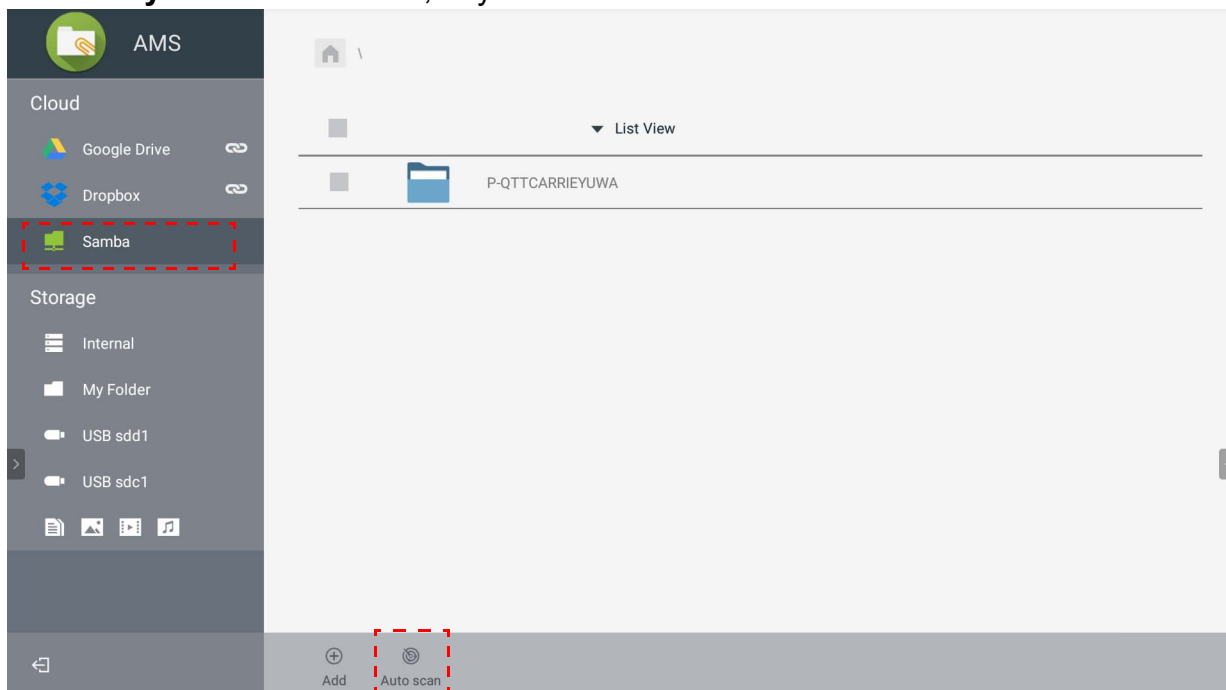 AMS
\
Cloud
Google Drive
Dropbox
Samba
Storage
Internal
My Folder
USB sdd1
USB sdc1
List View
P-QTTCARRIEYUWA
Add
Auto scan